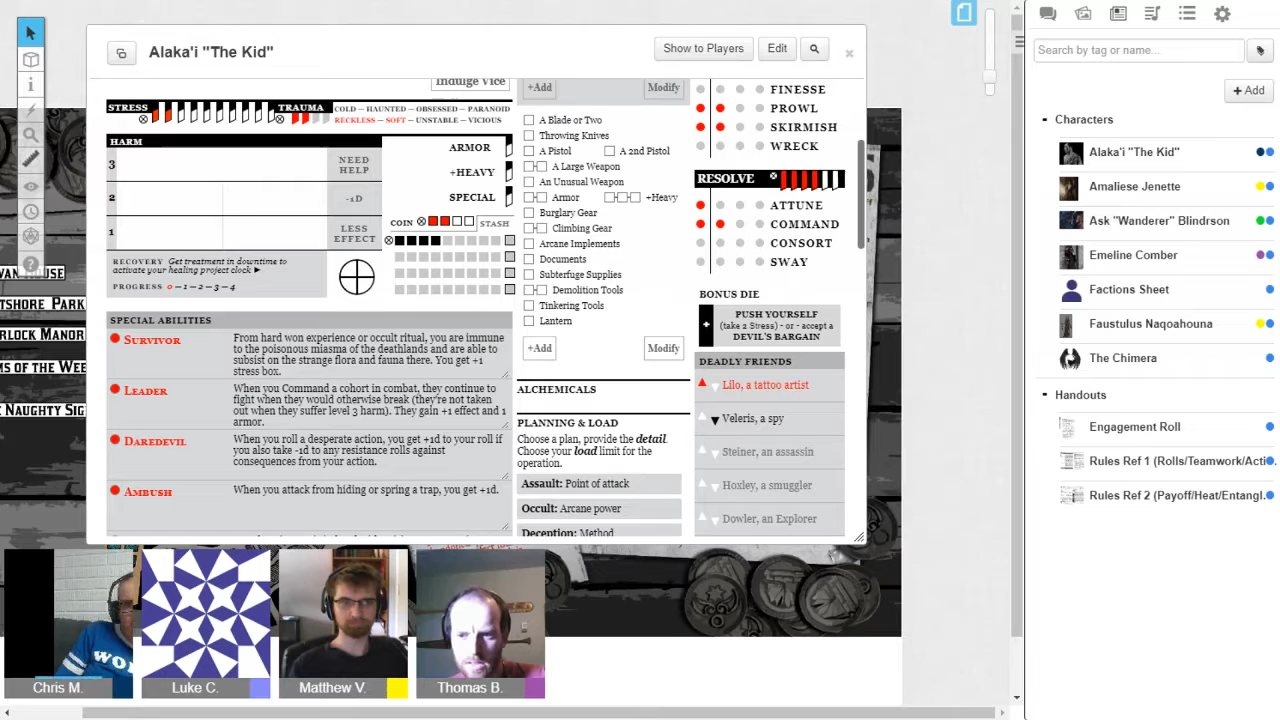 Alaka'i "The Kid"
Show to Players
Edit
Indulge Vice
STRESS
TRAUMA
COLD — HAUNTED — OBSESSED — PARANOID
RECKLESS — SOFT — UNSTABLE — VICIOUS
HARM
3
NEED
HELP
2
-1D
1
LESS
EFFECT
ARMOR
+HEAVY
SPECIAL
COIN
STASH
RECOVERY Get treatment in downtime to
activate your healing project clock ►
PROGRESS 0 – 1 – 2 – 3 – 4
SPECIAL ABILITIES
SURVIVOR
From hard won experience or occult ritual, you are immune
to the poisonous miasma of the deathlands and are able to
subsist on the strange flora and fauna there. You get +1
stress box.
LEADER
When you Command a cohort in combat, they continue to
fight when they would otherwise break (they're not taken
out when they suffer level 3 harm). They gain +1 effect and 1
armor.
DAREDEVIL
When you roll a desperate action, you get +1d to your roll if
you also take -1d to any resistance rolls against
consequences from your action.
AMBUSH
When you attack from hiding or spring a trap, you get +1d.
+Add
Modify
A Blade or Two
Throwing Knives
A Pistol
A 2nd Pistol
A Large Weapon
An Unusual Weapon
Armor
+Heavy
Burglary Gear
Climbing Gear
Arcane Implements
Documents
Subterfuge Supplies
Demolition Tools
Tinkering Tools
Lantern
+Add
Modify
ALCHEMICALS
PLANNING & LOAD
Choose a plan, provide the detail.
Choose your load limit for the
operation.
Assault: Point of attack
Occult: Arcane power
Deception: Method
FINESSE
PROWL
SKIRMISH
WRECK
RESOLVE
ATTUNE
COMMAND
CONSORT
SWAY
BONUS DIE
+
PUSH YOURSELF
(take 2 Stress) - or - accept a
DEVIL'S BARGAIN
DEADLY FRIENDS
Lilo, a tattoo artist
Veleris, a spy
Steiner, an assassin
Hoxley, a smuggler
Dowler, an Explorer
TSHORE PARK
RLOCK MANOR
MS OF THE WEE
NAUGHTY SIG
Chris M.
Luke C.
Matthew V.
Thomas B.
WO
Search by tag or name...
+ Add
Characters
Alaka'i "The Kid"
Amaliese Jenette
Ask "Wanderer" Blindrson
Emeline Comber
Factions Sheet
Faustulus Naqoahouna
The Chimera
Handouts
Engagement Roll
Rules Ref 1 (Rolls/Teamwork/Acti...
Rules Ref 2 (Payoff/Heat/Entangl...